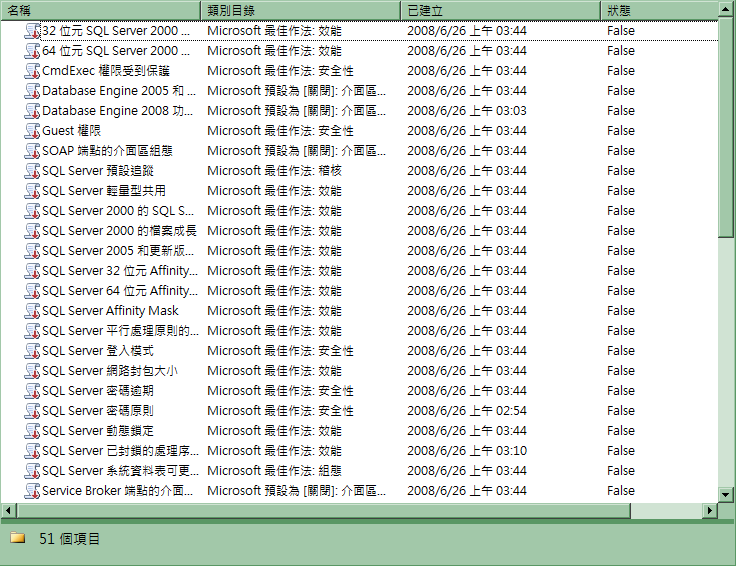 名稱 類別目錄 已建立 狀態
32 位元 SQL Server 2000 ... Microsoft 最佳作法: 效能 2008/6/26 上午 03:44 False
64 位元 SQL Server 2000 ... Microsoft 最佳作法: 效能 2008/6/26 上午 03:44 False
CmdExec 權限受到保護 Microsoft 最佳作法: 安全性 2008/6/26 上午 03:44 False
Database Engine 2005 和 ... Microsoft 預設為 [關閉]: 介面區... 2008/6/26 上午 03:44 False
Database Engine 2008 功... Microsoft 預設為 [關閉]: 介面區... 2008/6/26 上午 03:03 False
Guest 權限 Microsoft 最佳作法: 安全性 2008/6/26 上午 03:44 False
SOAP 端點的介面區組態 Microsoft 預設為 [關閉]: 介面區... 2008/6/26 上午 03:44 False
SQL Server 預設追蹤 Microsoft 最佳作法: 稽核 2008/6/26 上午 03:44 False
SQL Server 輕量型共用 Microsoft 最佳作法: 效能 2008/6/26 上午 03:44 False
SQL Server 2000 的 SQL S... Microsoft 最佳作法: 效能 2008/6/26 上午 03:44 False
SQL Server 2000 的檔案成長 Microsoft 最佳作法: 效能 2008/6/26 上午 03:44 False
SQL Server 2005 和更新版... Microsoft 最佳作法: 效能 2008/6/26 上午 03:44 False
SQL Server 32 位元 Affinity... Microsoft 最佳作法: 效能 2008/6/26 上午 03:44 False
SQL Server 64 位元 Affinity... Microsoft 最佳作法: 效能 2008/6/26 上午 03:44 False
SQL Server Affinity Mask Microsoft 最佳作法: 效能 2008/6/26 上午 03:44 False
SQL Server 平行處理原則的... Microsoft 最佳作法: 效能 2008/6/26 上午 03:44 False
SQL Server 登入模式 Microsoft 最佳作法: 安全性 2008/6/26 上午 03:44 False
SQL Server 網路封包大小 Microsoft 最佳作法: 效能 2008/6/26 上午 03:44 False
SQL Server 密碼逾期 Microsoft 最佳作法: 安全性 2008/6/26 上午 03:44 False
SQL Server 密碼原則 Microsoft 最佳作法: 安全性 2008/6/26 上午 02:54 False
SQL Server 動態鎖定 Microsoft 最佳作法: 效能 2008/6/26 上午 03:44 False
SQL Server 已封鎖的處理序... Microsoft 最佳作法: 效能 2008/6/26 上午 03:10 False
SQL Server 系統資料表可更... Microsoft 最佳作法: 組態 2008/6/26 上午 03:44 False
Service Broker 端點的介面... Microsoft 預設為 [關閉]: 介面區... 2008/6/26 上午 03:44 False
51 個項目